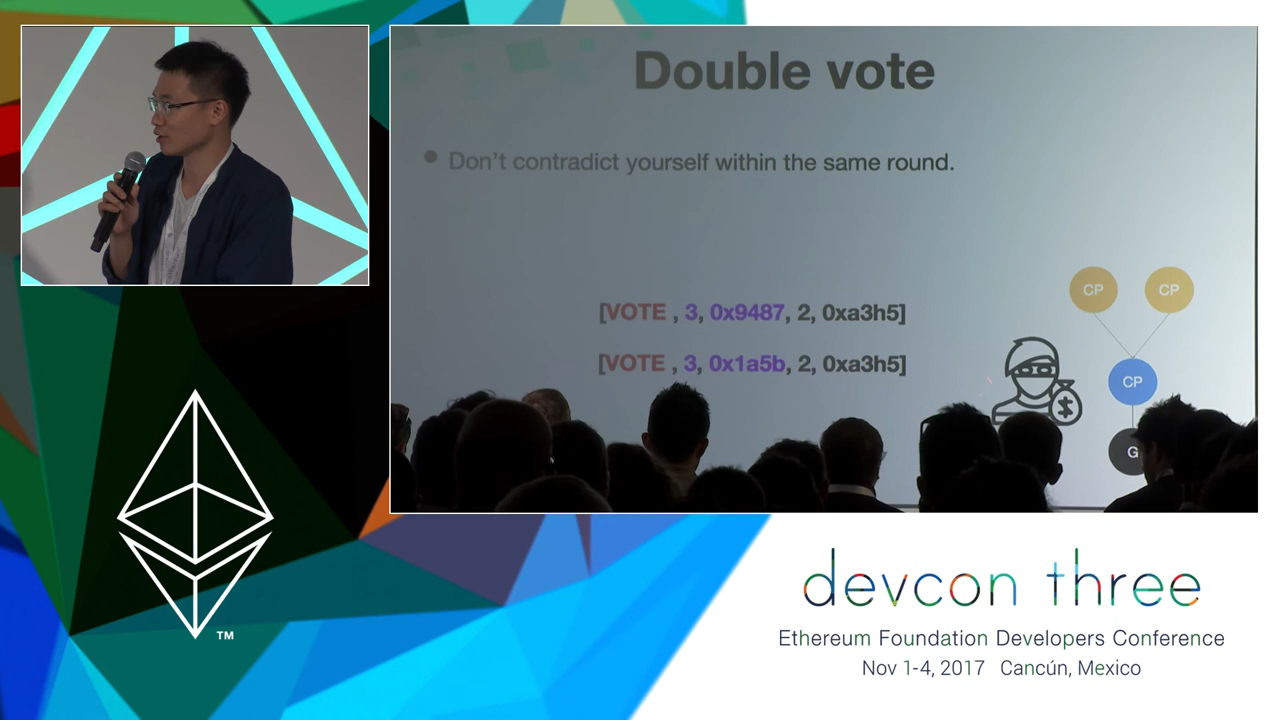 Double vote
Don't contradict yourself within the same round.
[VOTE , 3, 0x9487, 2, 0xa3h5]
[VOTE , 3, 0x1a5b, 2, 0xa3h5]
CP CP
CP
G
TM
devcon three
Ethereum Foundation Developers Conference
Nov 1-4, 2017 Cancún, Mexico